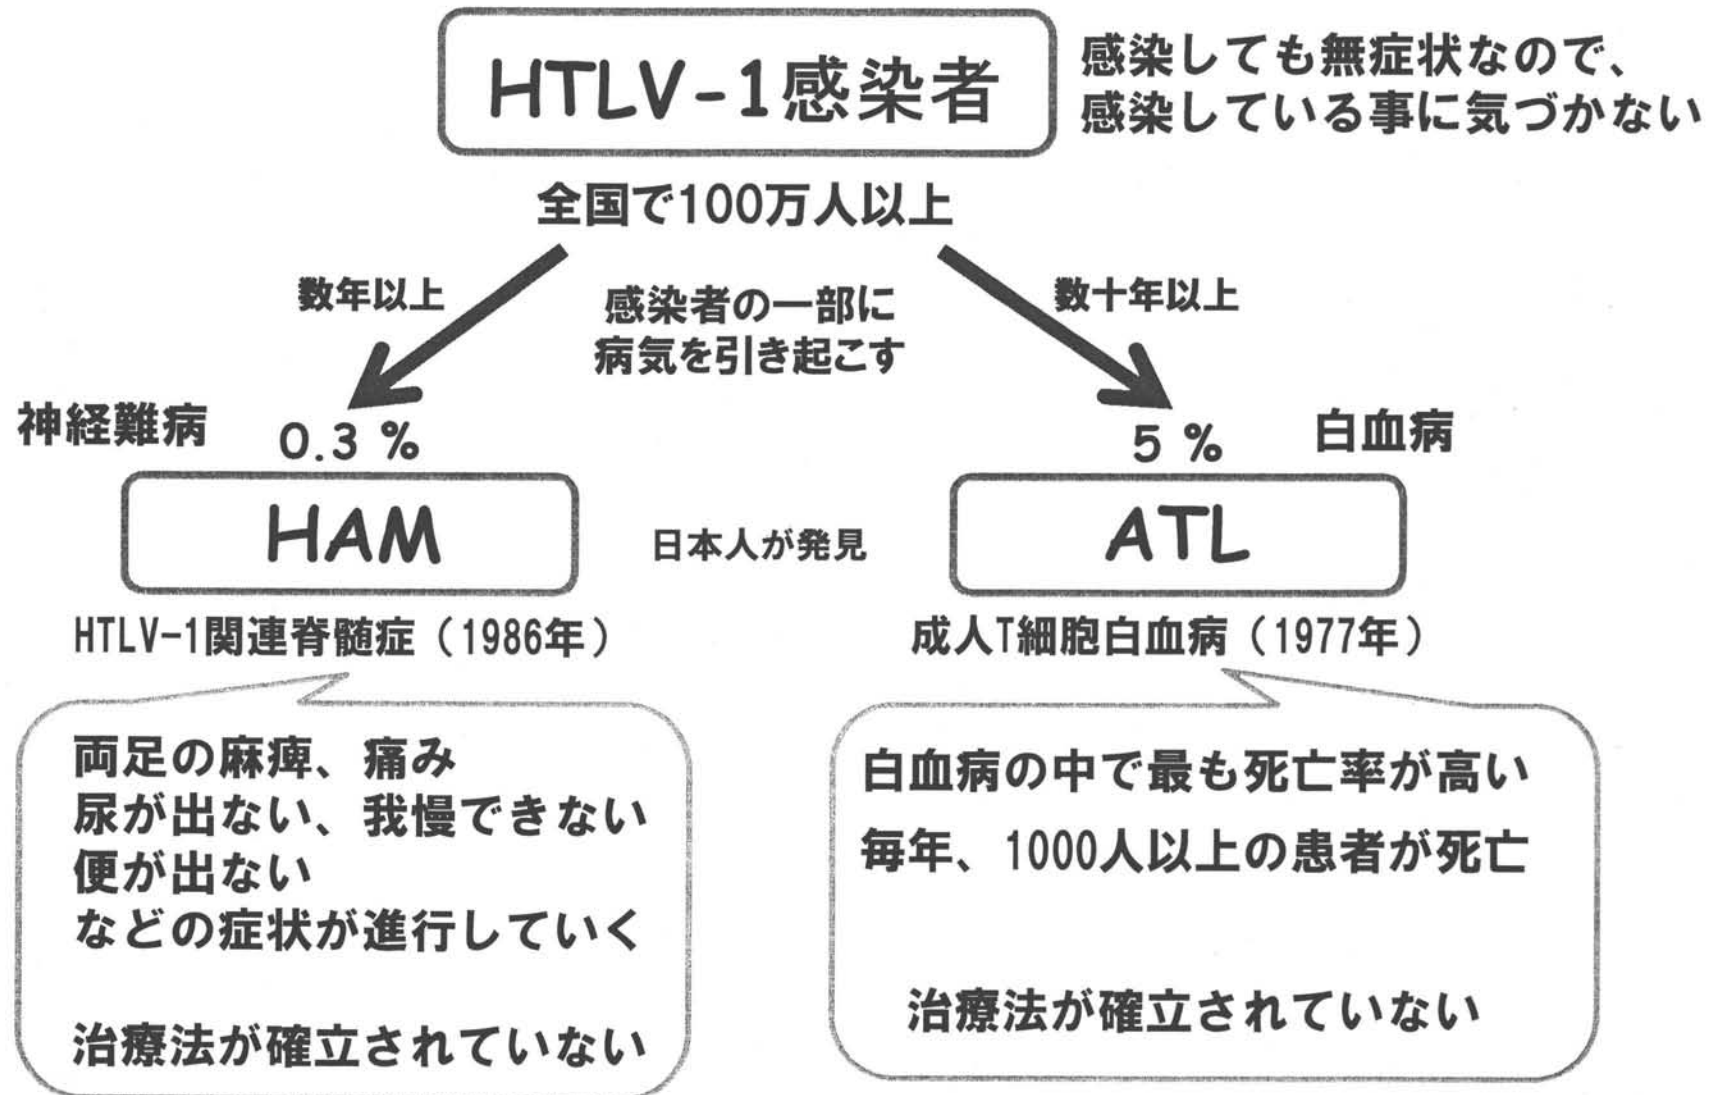 HTLV-1感染者
感染しても無症状なので、
感染している事に気づかない
全国で100万人以上
数年以上
感染者の一部に
病気を引き起こす
数十年以上
神経難病
0.3 %
5 %
白血病
HAM
日本人が発見
ATL
HTLV-1関連脊髄症（1986年）
成人T細胞白血病（1977年）
両足の麻痺、痛み
尿が出ない、我慢できない
便が出ない
などの症状が進行していく
治療法が確立されていない
白血病の中で最も死亡率が高い
毎年、1000人以上の患者が死亡
治療法が確立されていない